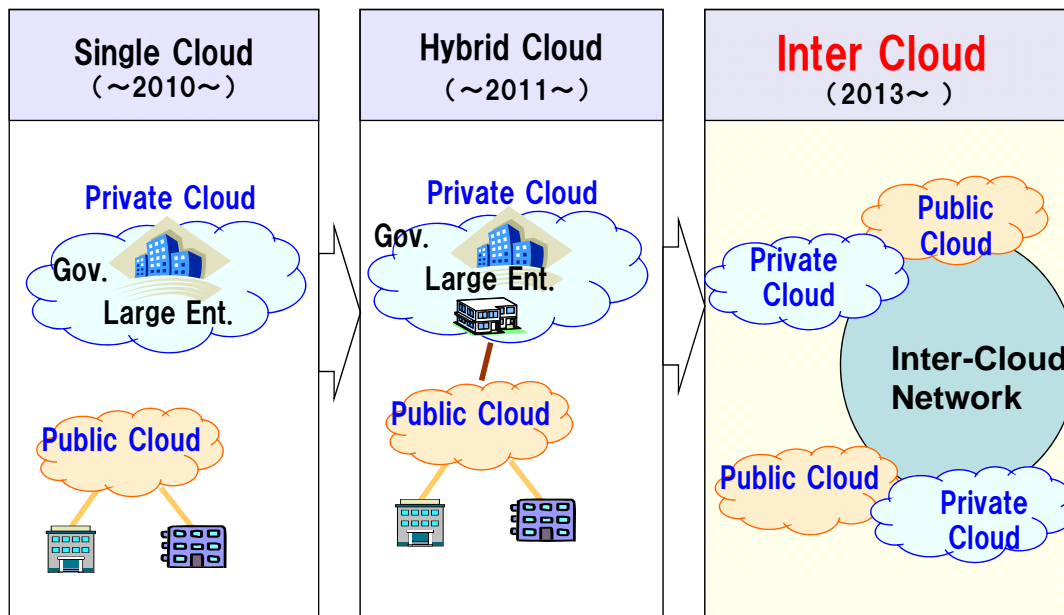 Single Cloud
(～2010～)
Private Cloud
Gov.
Large Ent.
Public Cloud
Hybrid Cloud
(～2011～)
Private Cloud
Gov.
Large Ent.
Public Cloud
Inter Cloud
(2013～ )
Public
Cloud
Private
Cloud
Inter-Cloud
Network
Public Cloud
Private
Cloud